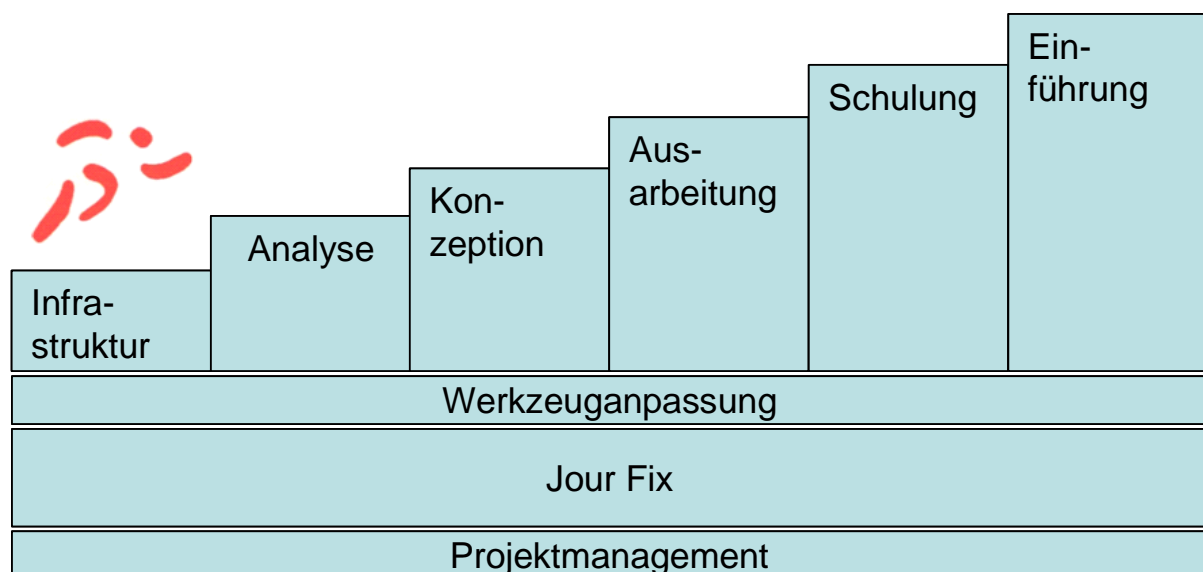 Infra-
struktur
Analyse
Kon-
zeption
Aus-
arbeitung
Schulung
Ein-
führung
Werkzeuganpassung
Jour Fix
Projektmanagement